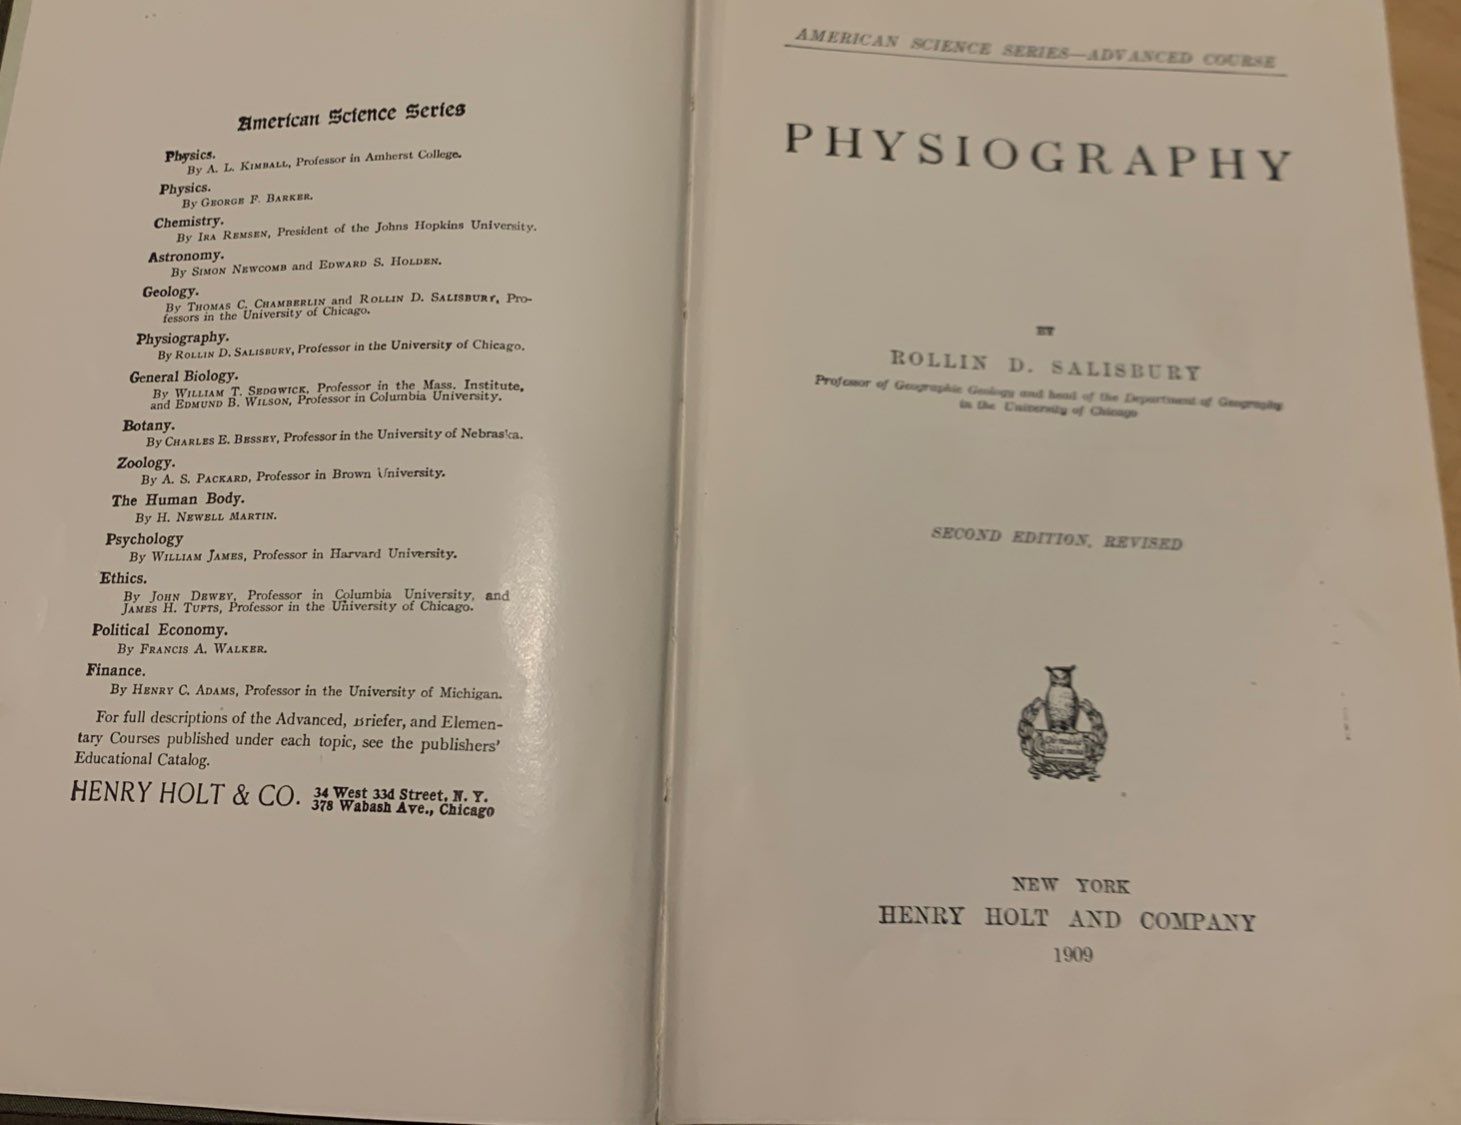 American Science Series
Physics.
By A. L. KIMBALL, Professor in Amherst College.
Physics.
By GEORGE F. BARKER.
Chemistry.
By IRA REMSEN, President of the Johns Hopkins University.
Astronomy.
By SIMON NEWCOMB and EDWARD S. HOLDEN.
Geology.
By THOMAS C. CHAMBERLIN and ROLLIN D. SALISBURY, Pro-
fessors in the University of Chicago.
Physiography.
By ROLLIN D. SALISBURY, Professor in the University of Chicago.
General Biology.
By WILLIAM T. SEDGWICK, Professor in the Mass. Institute,
and EDMUND B. WILSON, Professor in Columbia University.
Botany.
By CHARLES E. BESSEY, Professor in the University of Nebraska.
Zoology.
By A. S. PACKARD, Professor in Brown University.
The Human Body.
By H. NEWELL MARTIN.
Psychology
By WILLIAM JAMES, Professor in Harvard University.
Ethics.
By JOHN DEWEY, Professor in Columbia University, and
JAMES H. TUFTS, Professor in the University of Chicago.
Political Economy.
By FRANCIS A. WALKER.
Finance.
By HENRY C. ADAMS, Professor in the University of Michigan.
For full descriptions of the Advanced, Briefer, and Elemen-
tary Courses published under each topic, see the publishers'
Educational Catalog.
HENRY HOLT & CO. 34 West 33d Street, N. Y.
378 Wabash Ave., Chicago
AMERICAN SCIENCE SERIES—ADVANCED COURSE
PHYSIOGRAPHY
BY
ROLLIN D. SALISBURY
Professor of Geographic Geology and head of the Department of Geography
in the University of Chicago
SECOND EDITION, REVISED
NEW YORK
HENRY HOLT AND COMPANY
1909